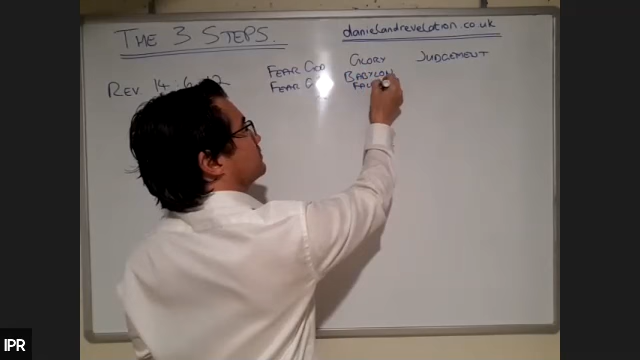 THE 3 STEPS.
danielandrevelation.co.uk
REV 14:6-12
FEAR GOD GLORY JUDGEMENT
FEAR G BABYLON
IPR